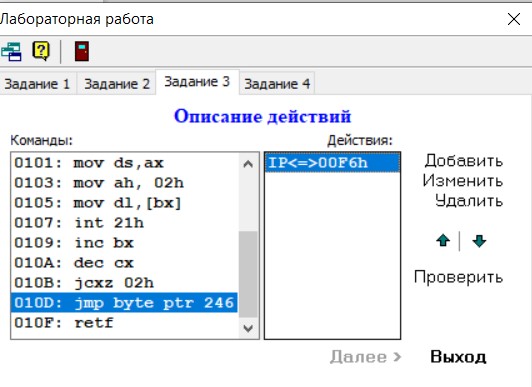 Лабораторная работа
Задание 1 Задание 2 Задание 3 Задание 4
Описание действий
Команды: Действия:
0101: mov ds,ax
0103: mov ah, 02h
0105: mov dl,[bx]
0107: int 21h
0109: inc bx
010A: dec cx
010B: jcxz 02h
010D: jmp byte ptr 246
010F: retf
IP<=>00F6h
Добавить
Изменить
Удалить
Проверить
Далее > Выход